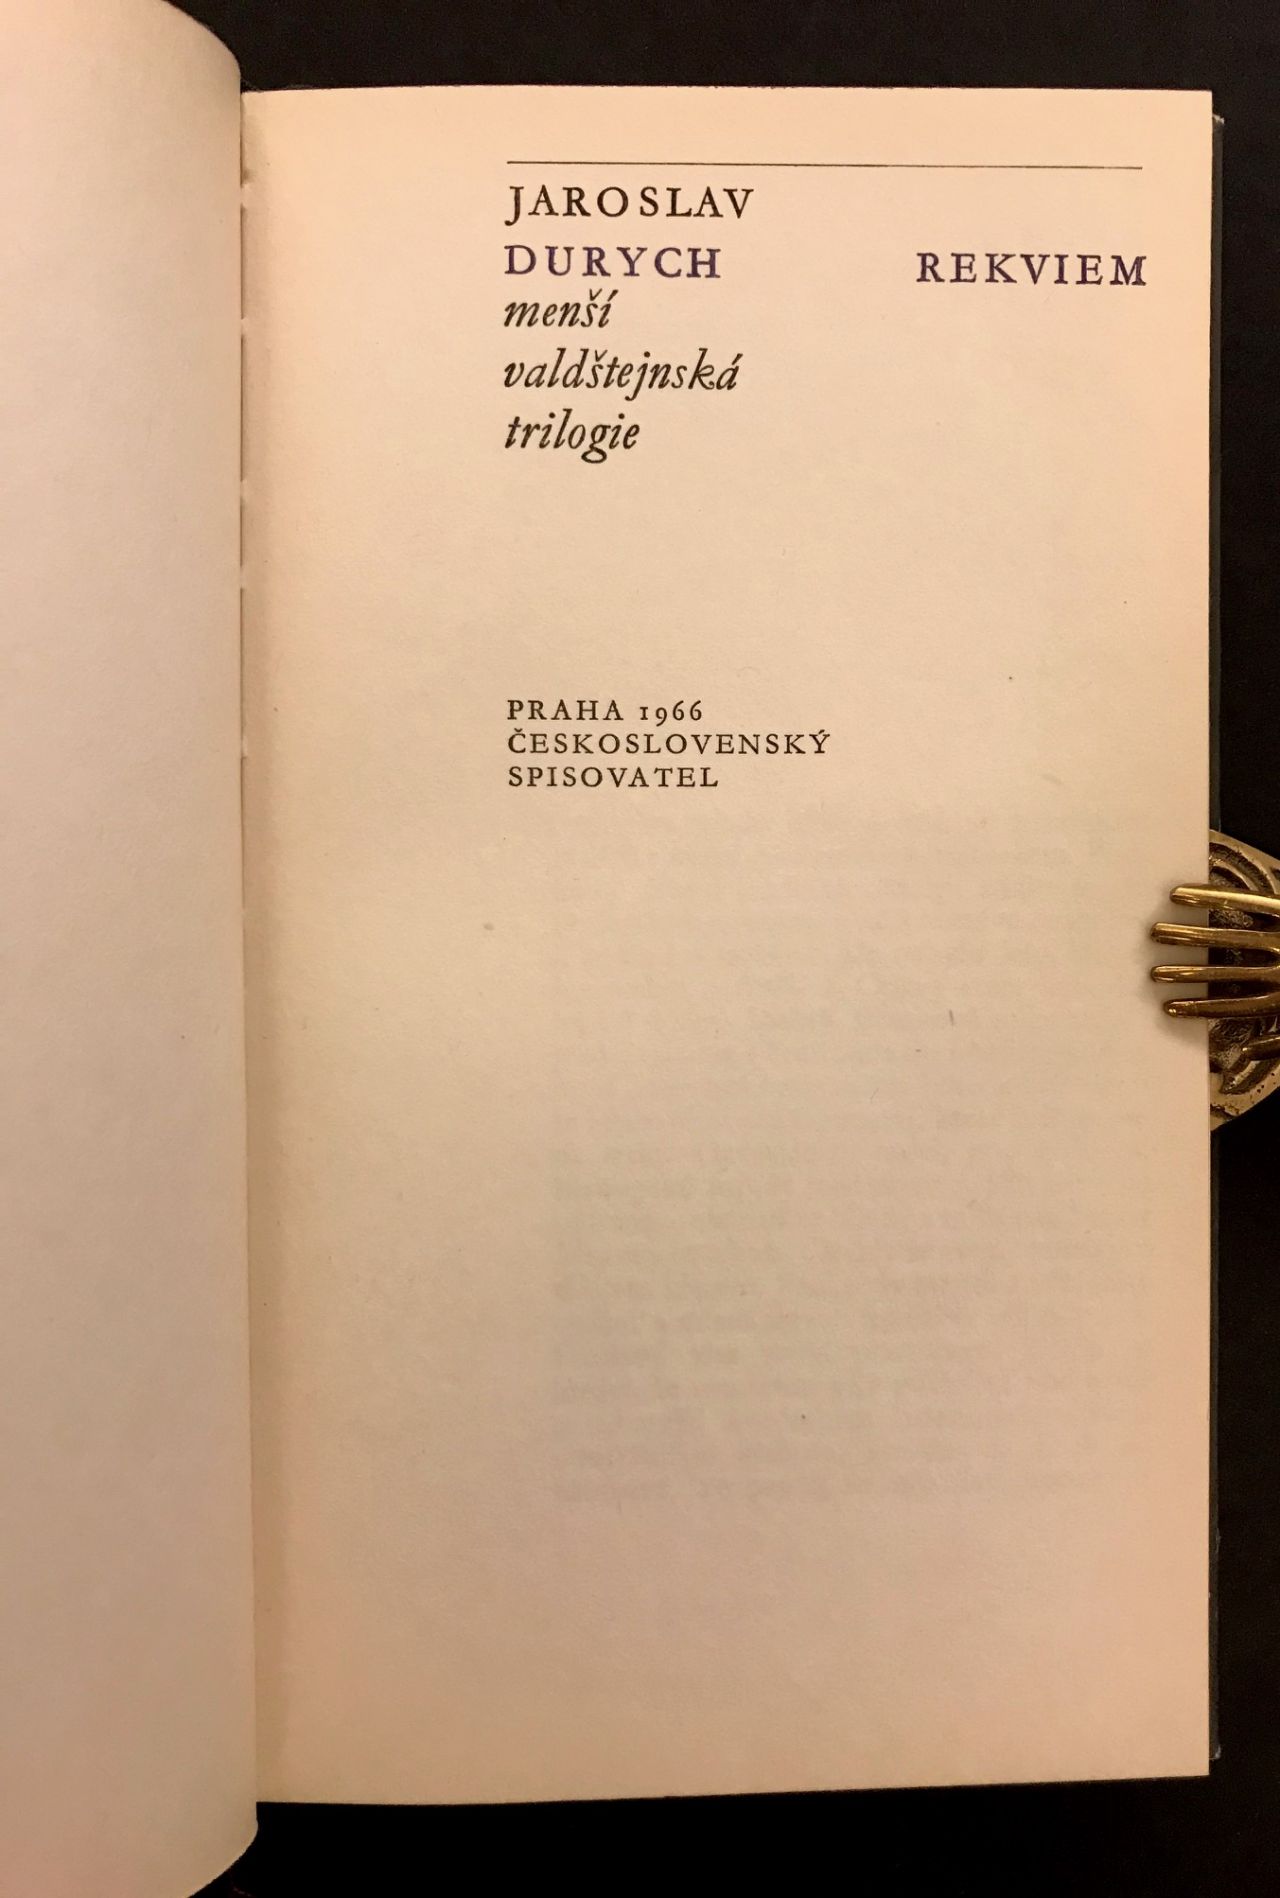 JAROSLAV
DURYCH REKVIEM
menší
valdštejnská
trilogie
PRAHA 1966
ČESKOSLOVENSKÝ
SPISOVATEL